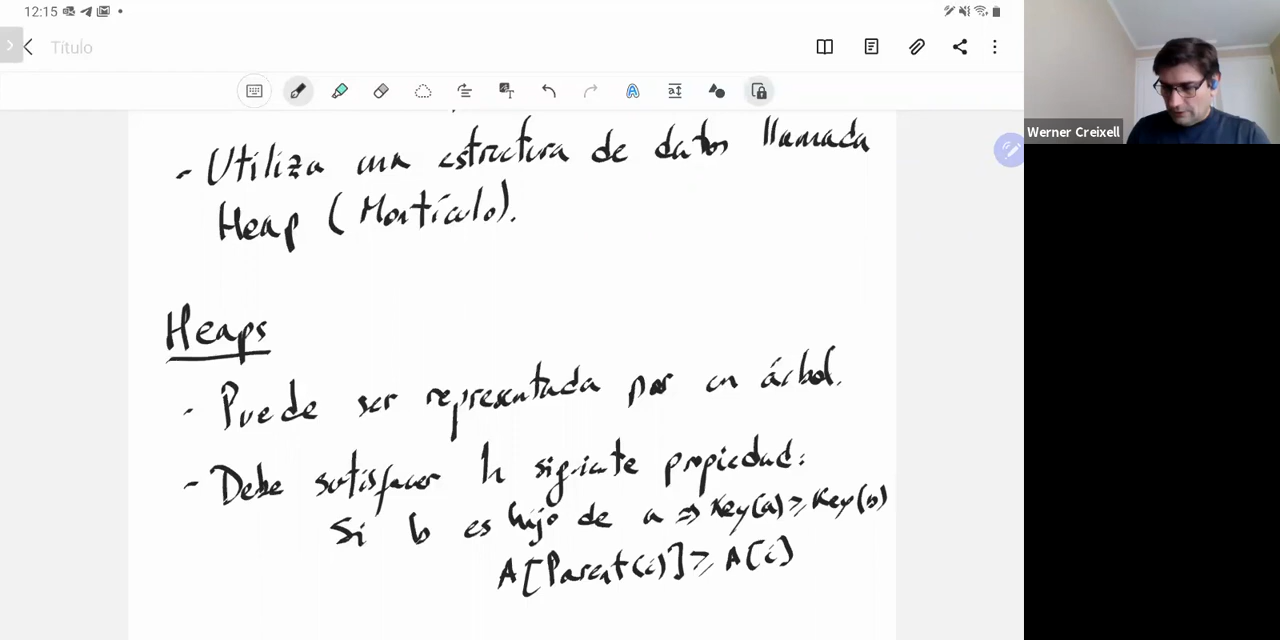 12:15
Título
Werner Creixell
- Utiliza una estructura de datos llamada
Heap (Montículo).
Heaps
- Puede ser representada por un árbol.
- Debe satisfacer la siguiente propiedad:
Si b es hijo de a => Key(a) ≥ Key(b)
A[Parent(i)] ≥ A[i]